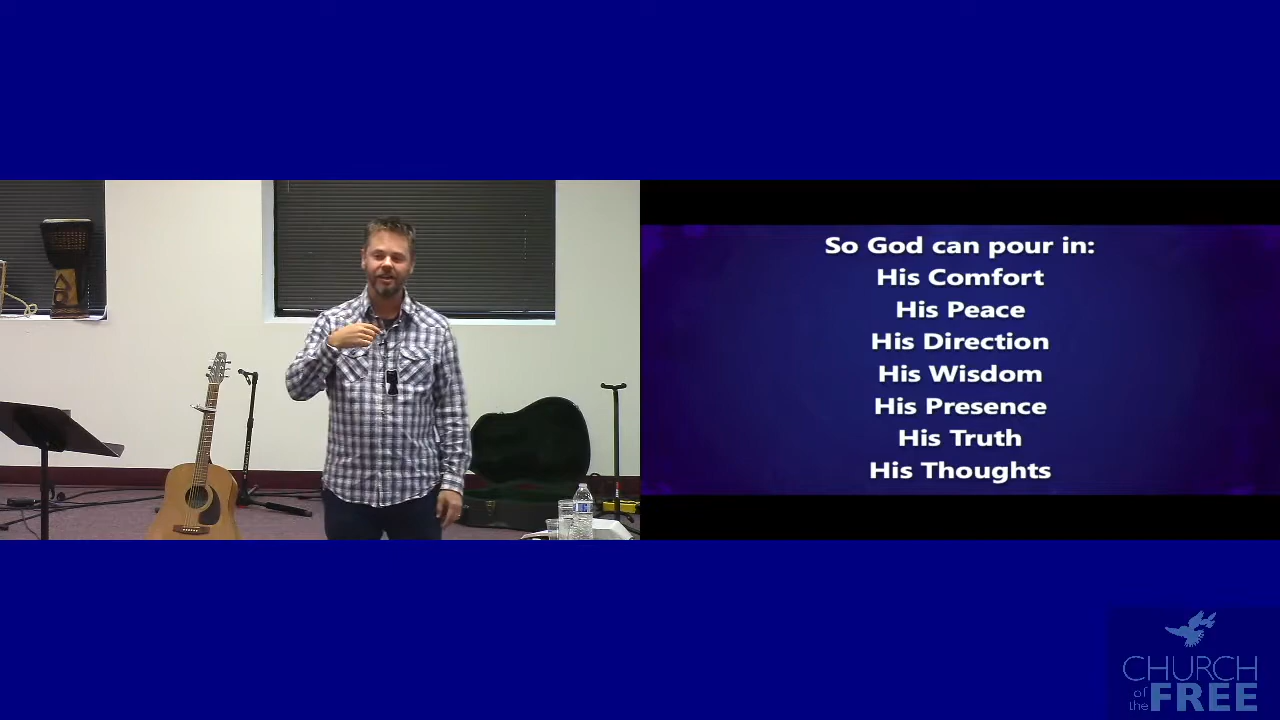 So God can pour in:
His Comfort
His Peace
His Direction
His Wisdom
His Presence
His Truth
His Thoughts
CHURCH
of the FREE